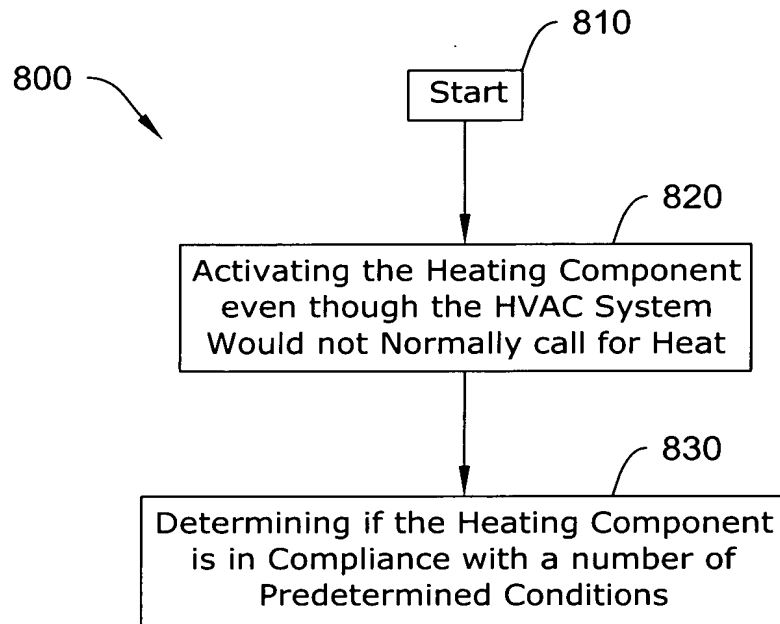 810
800
Start
820
Activating the Heating Component
even though the HVAC System
Would not Normally call for Heat
830
Determining if the Heating Component
is in Compliance with a number of
Predetermined Conditions